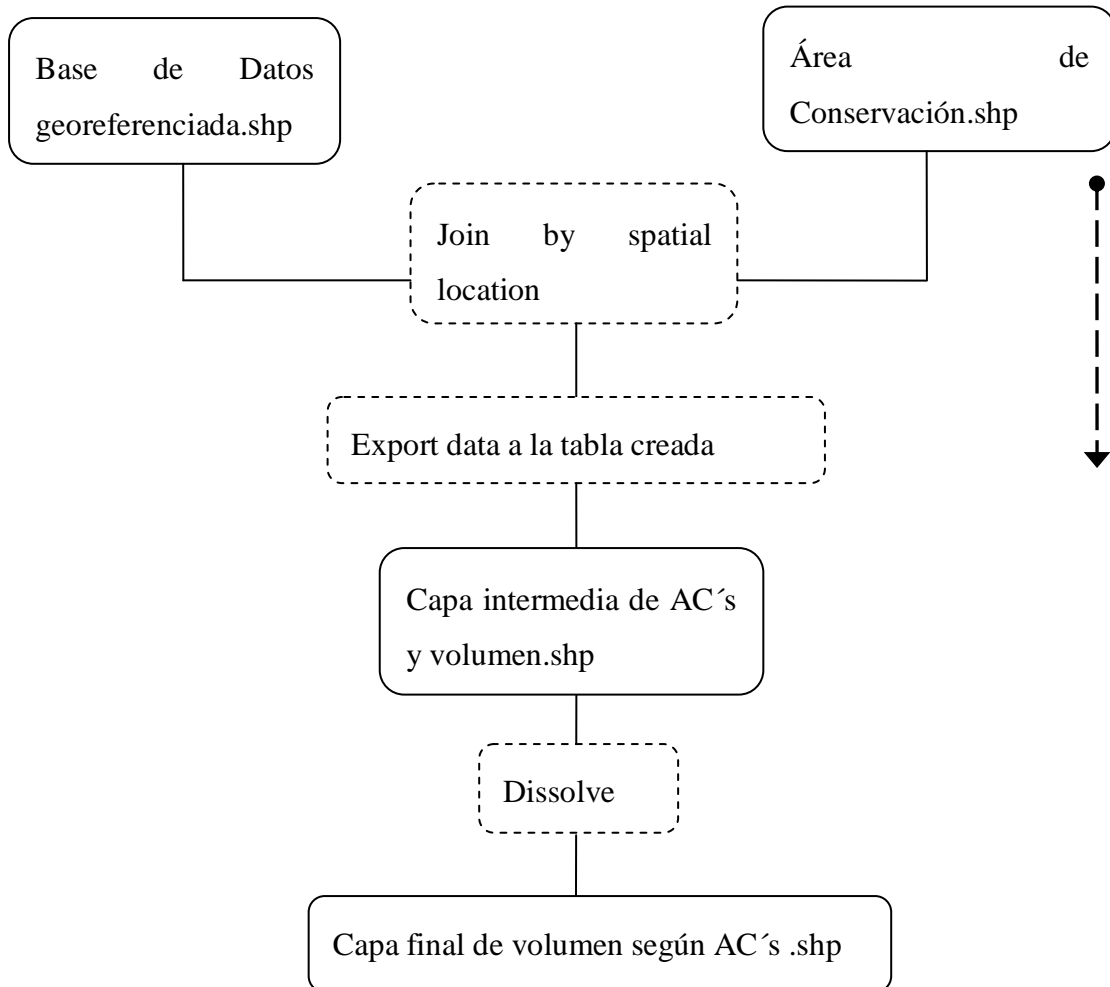 Base de Datos
georeferenciada.shp
Área de
Conservación.shp
Join by spatial
location
Export data a la tabla creada
Capa intermedia de AC´s
y volumen.shp
Dissolve
Capa final de volumen según AC´s .shp